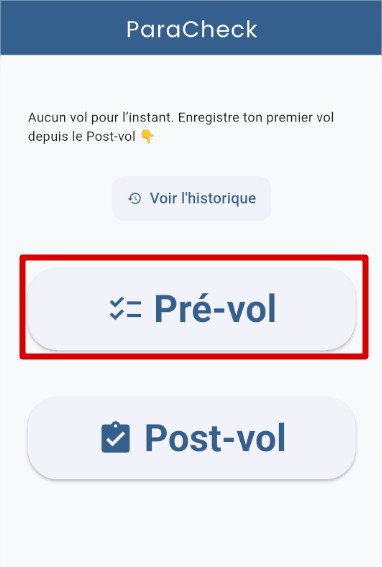 ParaCheck
Aucun vol pour l'instant. Enregistre ton premier vol
depuis le Post-vol 👇
Voir l'historique
Pré-vol
Post-vol